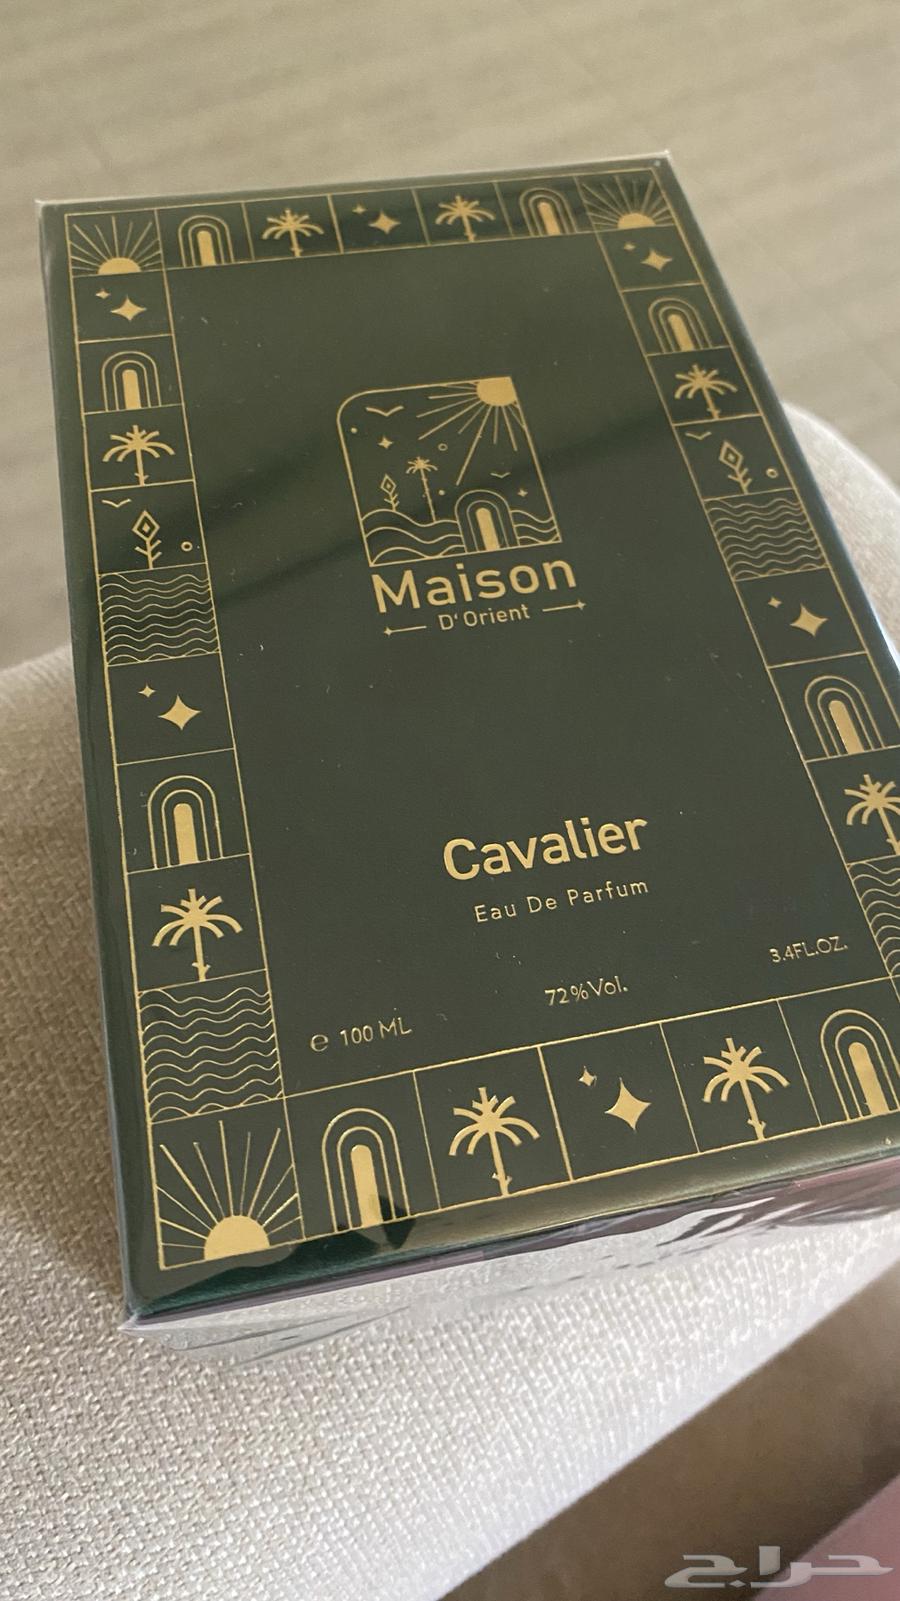 Maison
D'Orient
Cavalier
Eau De Parfum
℮ 100 ML 72%Vol. 3.4FL.OZ.
حراج